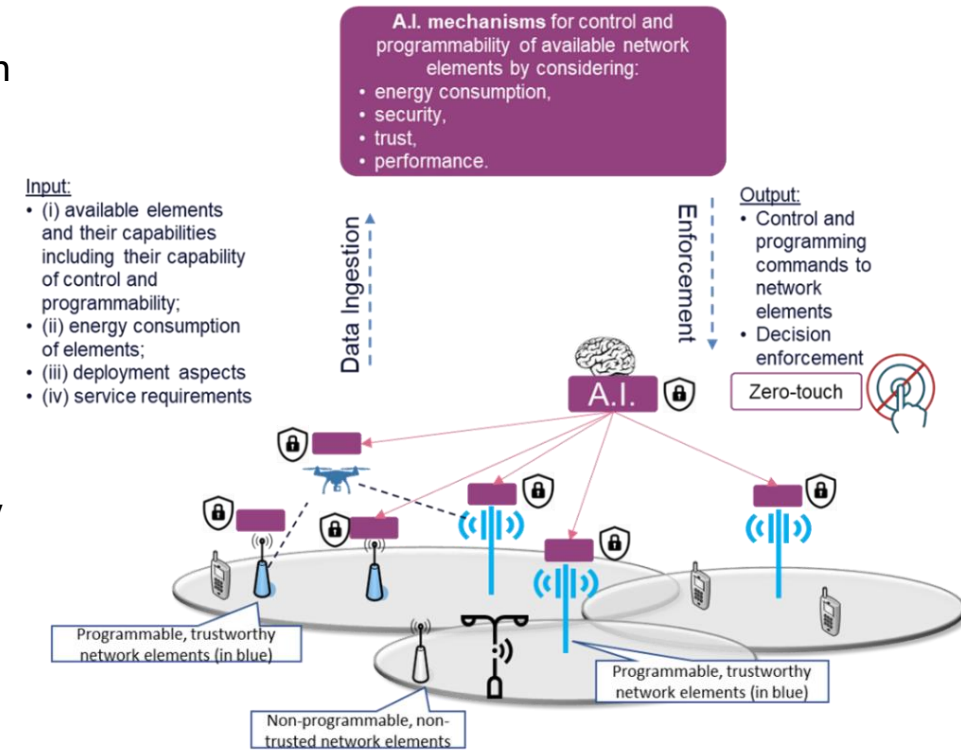 A.I. mechanisms for control and
programmability of available network
elements by considering:
• energy consumption,
• security,
• trust,
• performance.
n
Input:
• (i) available elements
and their capabilities
including their capability
of control and
programmability;
• (ii) energy consumption
of elements;
• (iii) deployment aspects
• (iv) service requirements
Data Ingestion
Enforcement
Output:
• Control and
programming
commands to
network
elements
• Decision
enforcement
Zero-touch
A.I.
Programmable, trustworthy
network elements (in blue)
Programmable, trustworthy
network elements (in blue)
Non-programmable, non-
trusted network elements